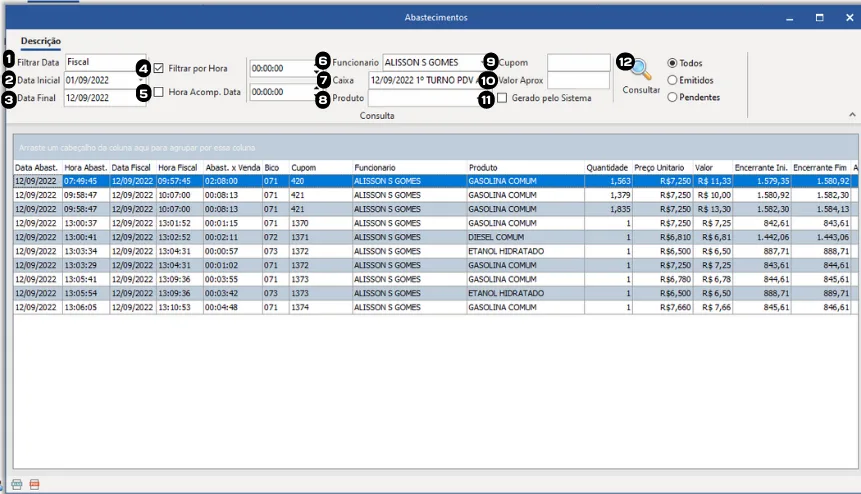 Abastecimentos
Descrição
1 Filtrar Data Fiscal
2 Data Inicial 01/09/2022
3 Data Final 12/09/2022
4 Filtrar por Hora 00:00:00
5 Hora Acomp. Data 00:00:00
6 Funcionario ALISSON S GOMES
7 Caixa 12/09/2022 1º TURNO PDV
8 Produto
9 Cupom
10 Valor Aprox
11 Gerado pelo Sistema
12
Consultar
Todos
Emitidos
Pendentes
Consulta
Arraste um cabeçalho da coluna aqui para agrupar por essa coluna
Data Abast. Hora Abast. Data Fiscal Hora Fiscal Abast. x Venda Bico Cupom Funcionario Produto Quantidade Preço Unitario Valor Encerrante Ini. Encerrante Fim A
12/09/2022 07:49:45 12/09/2022 09:57:45 02:08:00 071 420 ALISSON S GOMES GASOLINA COMUM 1,563 R$7,250 R$ 11,33 1.579,35 1.580,92
12/09/2022 09:58:47 12/09/2022 10:07:00 00:08:13 071 421 ALISSON S GOMES GASOLINA COMUM 1,379 R$7,250 R$ 10,00 1.580,92 1.582,30
12/09/2022 09:58:47 12/09/2022 10:07:00 00:08:13 071 421 ALISSON S GOMES GASOLINA COMUM 1,835 R$7,250 R$ 13,30 1.582,30 1.584,13
12/09/2022 13:00:37 12/09/2022 13:01:52 00:01:15 071 1370 ALISSON S GOMES GASOLINA COMUM 1 R$7,250 R$ 7,25 842,61 843,61
12/09/2022 13:00:41 12/09/2022 13:02:52 00:02:11 072 1371 ALISSON S GOMES DIESEL COMUM 1 R$6,810 R$ 6,81 1.442,06 1.443,06
12/09/2022 13:03:34 12/09/2022 13:04:31 00:00:57 073 1372 ALISSON S GOMES ETANOL HIDRATADO 1 R$6,500 R$ 6,50 887,71 888,71
12/09/2022 13:03:29 12/09/2022 13:04:31 00:01:02 071 1372 ALISSON S GOMES GASOLINA COMUM 1 R$7,250 R$ 7,25 843,61 844,61
12/09/2022 13:05:41 12/09/2022 13:09:36 00:03:55 071 1373 ALISSON S GOMES GASOLINA COMUM 1 R$6,780 R$ 6,78 844,61 845,61
12/09/2022 13:05:54 12/09/2022 13:09:36 00:03:42 073 1373 ALISSON S GOMES ETANOL HIDRATADO 1 R$6,500 R$ 6,50 888,71 889,71
12/09/2022 13:06:05 12/09/2022 13:10:53 00:04:48 071 1374 ALISSON S GOMES GASOLINA COMUM 1 R$7,660 R$ 7,66 845,61 846,61